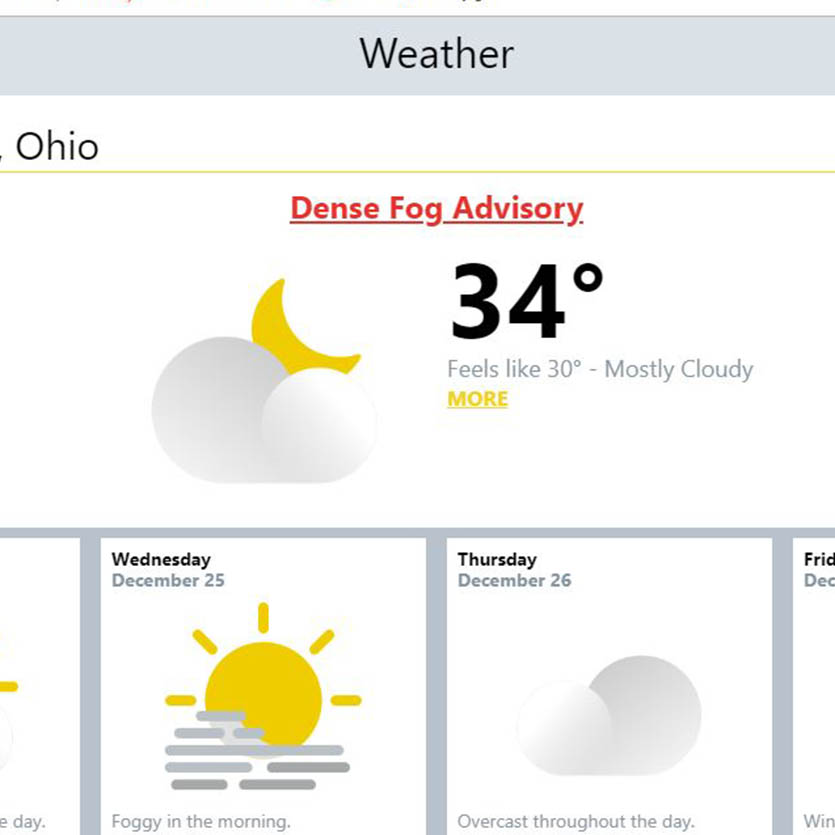 Weather
, Ohio
Dense Fog Advisory
34°
Feels like 30° - Mostly Cloudy
MORE
Wednesday
December 25
Foggy in the morning.
Thursday
December 26
Overcast throughout the day.
e day.
Frid
Dec
Win